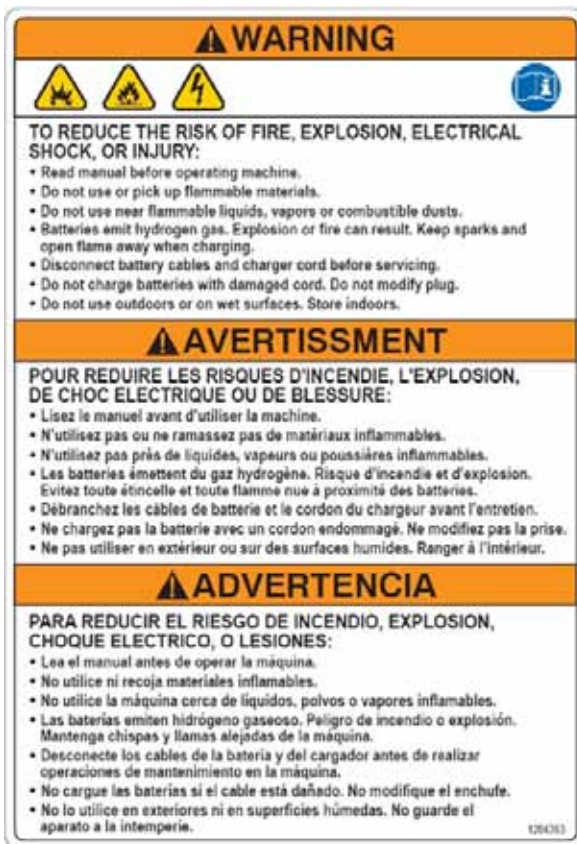 WARNING
TO REDUCE THE RISK OF FIRE, EXPLOSION, ELECTRICAL
SHOCK, OR INJURY:
• Read manual before operating machine.
• Do not use or pick up flammable materials.
• Do not use near flammable liquids, vapors or combustible dusts.
• Batteries emit hydrogen gas. Explosion or fire can result. Keep sparks and
open flame away when charging.
• Disconnect battery cables and charger cord before servicing.
• Do not charge batteries with damaged cord. Do not modify plug.
• Do not use outdoors or on wet surfaces. Store indoors.
AVERTISSMENT
POUR REDUIRE LES RISQUES D'INCENDIE, L'EXPLOSION,
DE CHOC ELECTRIQUE OU DE BLESSURE:
• Lisez le manuel avant d'utiliser la machine.
• N'utilisez pas ou ne ramassez pas de matériaux inflammables.
• N'utilisez pas près de liquides, vapeurs ou poussières inflammables.
• Les batteries émettent du gaz hydrogène. Risque d'incendie et d'explosion.
Evitez toute étincelle et toute flamme nue à proximité des batteries.
• Débranchez les câbles de batterie et le cordon du chargeur avant l'entretien.
• Ne chargez pas la batterie avec un cordon endommagé. Ne modifiez pas la prise.
• Ne pas utiliser en extérieur ou sur des surfaces humides. Ranger à l'intérieur.
ADVERTENCIA
PARA REDUCIR EL RIESGO DE INCENDIO, EXPLOSION,
CHOQUE ELECTRICO, O LESIONES:
• Lea el manual antes de operar la máquina.
• No utilice ni recoja materiales inflamables.
• No utilice la máquina cerca de líquidos, polvos o vapores inflamables.
• Las baterías emiten hidrógeno gaseoso. Peligro de incendio o explosión.
Mantenga chispas y llamas alejadas de la máquina.
• Desconecte los cables de la batería y del cargador antes de realizar
operaciones de mantenimiento en la máquina.
• No cargue las baterías si el cable está dañado. No modifique el enchufe.
• No lo utilice en exteriores ni en superficies húmedas. No guarde el
aparato a la intemperie.